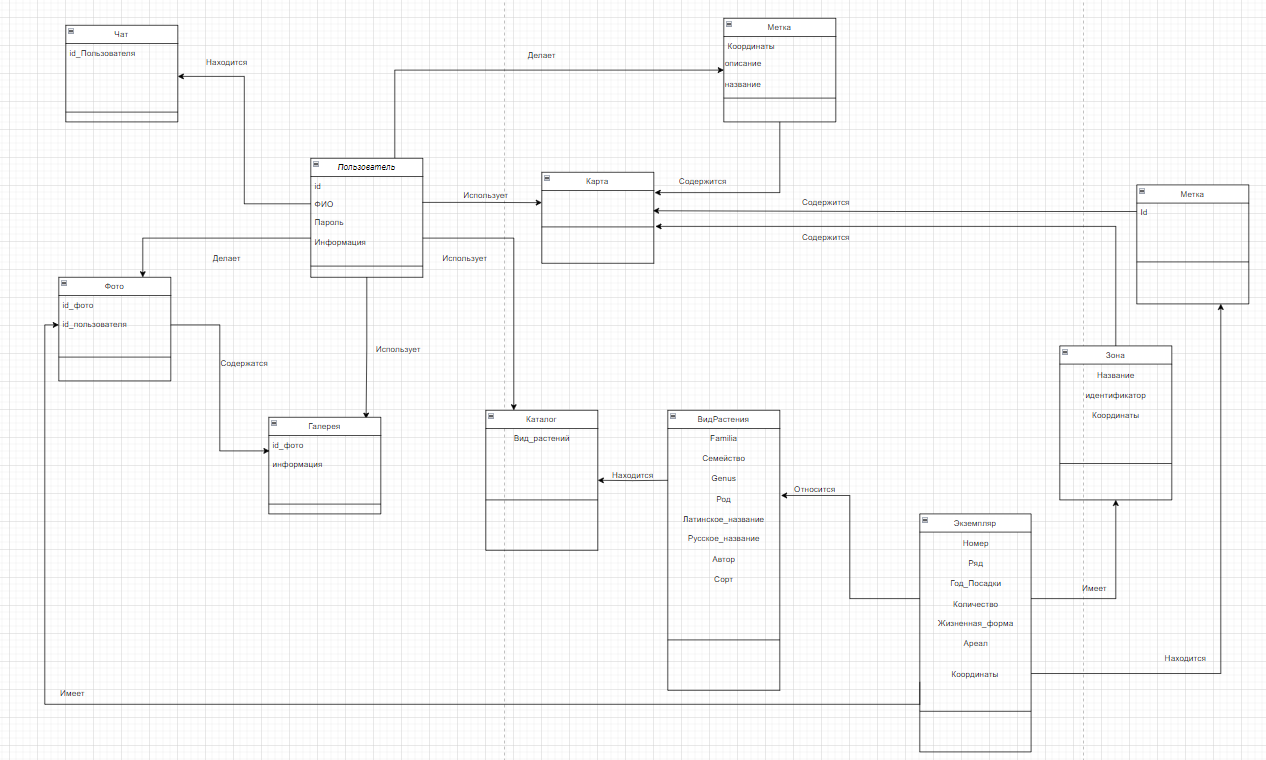 Чат
id_Пользователя
Находится
Делает
Метка
Координаты
описание
название
Пользователь
id
ФИО
Пароль
Информация
Использует
Карта
Содержится
Содержится
Содержится
Метка
Id
Делает
Использует
Фото
id_фото
id_пользователя
Содержатся
Использует
Галерея
id_фото
информация
Каталог
Вид_растений
Находится
ВидРастения
Familia
Семейство
Genus
Род
Латинское_название
Русское_название
Автор
Сорт
Относится
Зона
Название
идентификатор
Координаты
Экземпляр
Номер
Ряд
Год_Посадки
Количество
Жизненная_форма
Ареал
Координаты
Имеет
Находится
Имеет